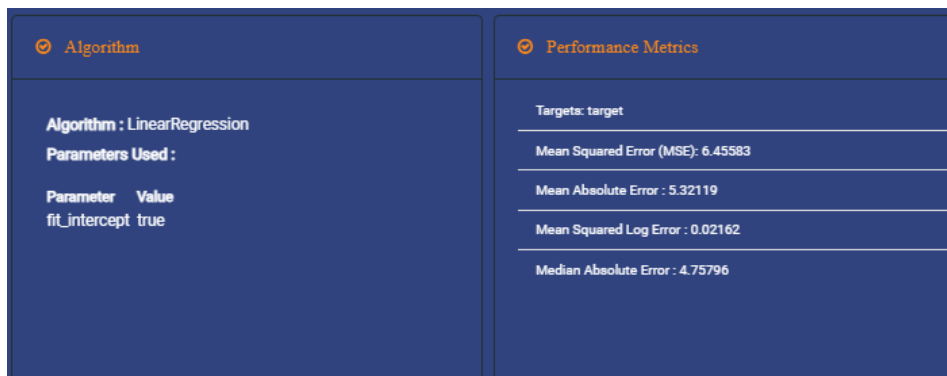 Algorithm
Algorithm : LinearRegression
Parameters Used :
Parameter Value
fit_intercept true
Performance Metrics
Targets: target
Mean Squared Error (MSE): 6.45583
Mean Absolute Error : 5.32119
Mean Squared Log Error : 0.02162
Median Absolute Error : 4.75796